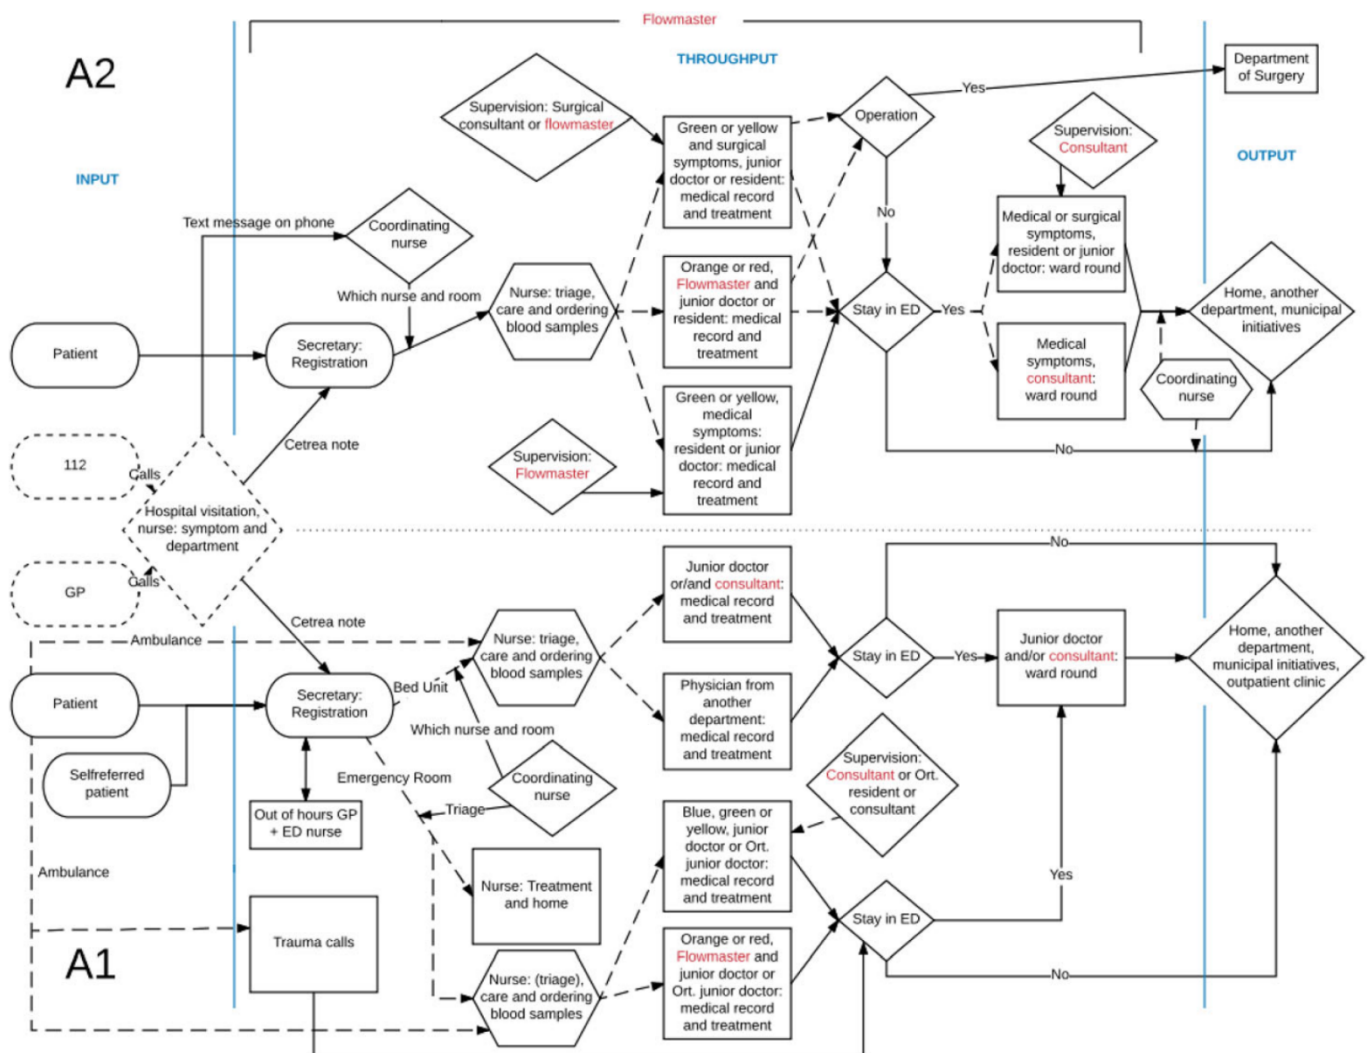 Flowmaster
A2
THROUGHPUT
INPUT
OUTPUT
Department
of Surgery
Supervision: Surgical
consultant or flowmaster
Green or yellow
and surgical
symptoms, junior
doctor or resident:
medical record
and treatment
Operation
Yes
Supervision:
Consultant
Text message on phone
Coordinating
nurse
No
Medical or surgical
symptoms,
resident or junior
doctor: ward round
Which nurse and room
Nurse: triage,
care and ordering
blood samples
Orange or red,
Flowmaster and
junior doctor or
resident: medical
record and
treatment
Stay in ED
Yes
Home, another
department, municipal
initiatives
Patient
Secretary:
Registration
Medical
symptoms,
consultant:
ward round
Coordinating
nurse
Green or yellow,
medical
symptoms:
resident or junior
doctor: medical
record and
treatment
Cetrea note
Supervision:
Flowmaster
No
112
Calls
Hospital visitation,
nurse: symptom and
department
GP
Calls
No
Junior doctor
or/and consultant:
medical record
and treatment
Cetrea note
Ambulance
Nurse: triage,
care and ordering
blood samples
Stay in ED
Yes
Junior doctor
and/or consultant:
ward round
Home, another
department,
municipal initiatives,
outpatient clinic
Patient
Secretary:
Registration
Bed Unit
Physician from
another
department:
medical record
and treatment
Which nurse and room
Selfreferred
patient
Emergency Room
Coordinating
nurse
Supervision:
Consultant or Ort.
resident or
consultant
Out of hours GP
+ ED nurse
Triage
Blue, green or
yellow, junior
doctor or Ort.
junior doctor:
medical record
and treatment
Ambulance
Nurse: Treatment
and home
Yes
Stay in ED
Trauma calls
A1
Nurse: (triage),
care and ordering
blood samples
Orange or red,
Flowmaster and
junior doctor or
Ort. junior doctor:
medical record
and treatment
No